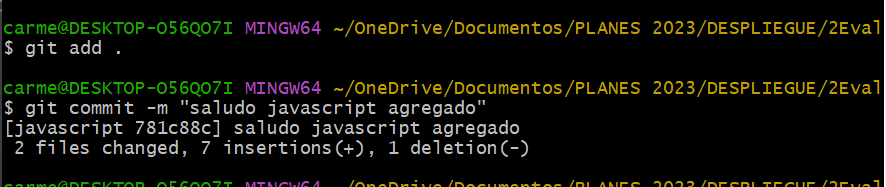 carme@DESKTOP-O56QO7I MINGW64 ~/OneDrive/Documentos/PLANES 2023/DESPLIEGUE/2Eval
$ git add .
carme@DESKTOP-O56QO7I MINGW64 ~/OneDrive/Documentos/PLANES 2023/DESPLIEGUE/2Eval
$ git commit -m "saludo javascript agregado"
[javascript 781c88c] saludo javascript agregado
 2 files changed, 7 insertions(+), 1 deletion(-)